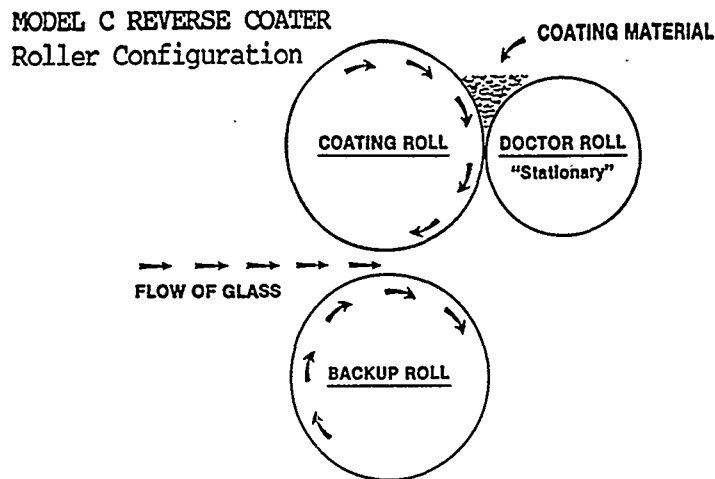 MODEL C REVERSE COATER
Roller Configuration
COATING MATERIAL
COATING ROLL
DOCTOR ROLL
"Stationary"
FLOW OF GLASS
BACKUP ROLL